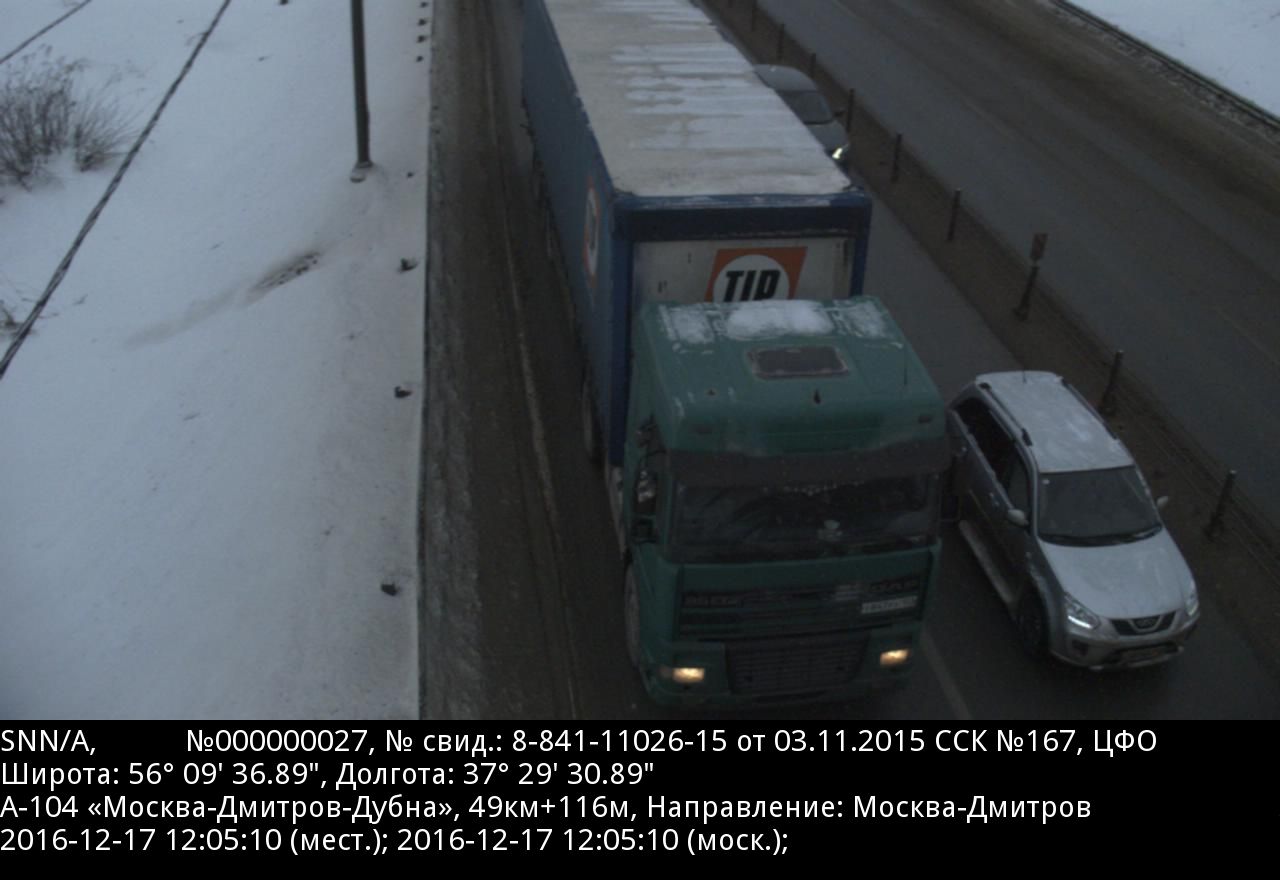 TIP
DAF
SNN/A, №000000027, № свид.: 8-841-11026-15 от 03.11.2015 ССК №167, ЦФО
Широта: 56° 09' 36.89", Долгота: 37° 29' 30.89"
А-104 «Москва-Дмитров-Дубна», 49км+116м, Направление: Москва-Дмитров
2016-12-17 12:05:10 (мест.); 2016-12-17 12:05:10 (моск.);